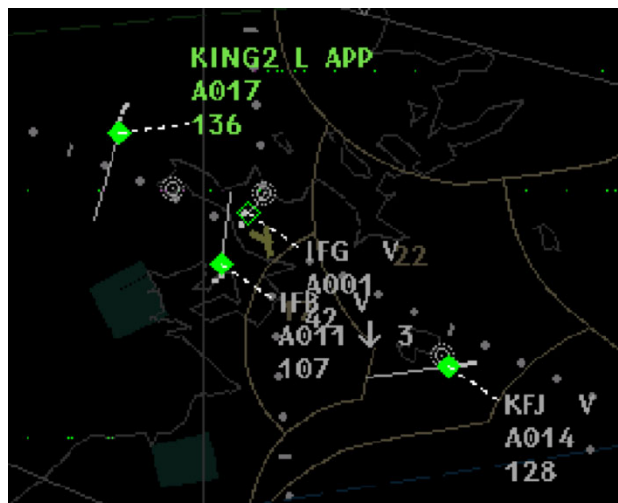 KING2 L APP
A017
136
IFG V
22
A001
42
IFB V
A011 ↓ 3
107
KFJ V
A014
128